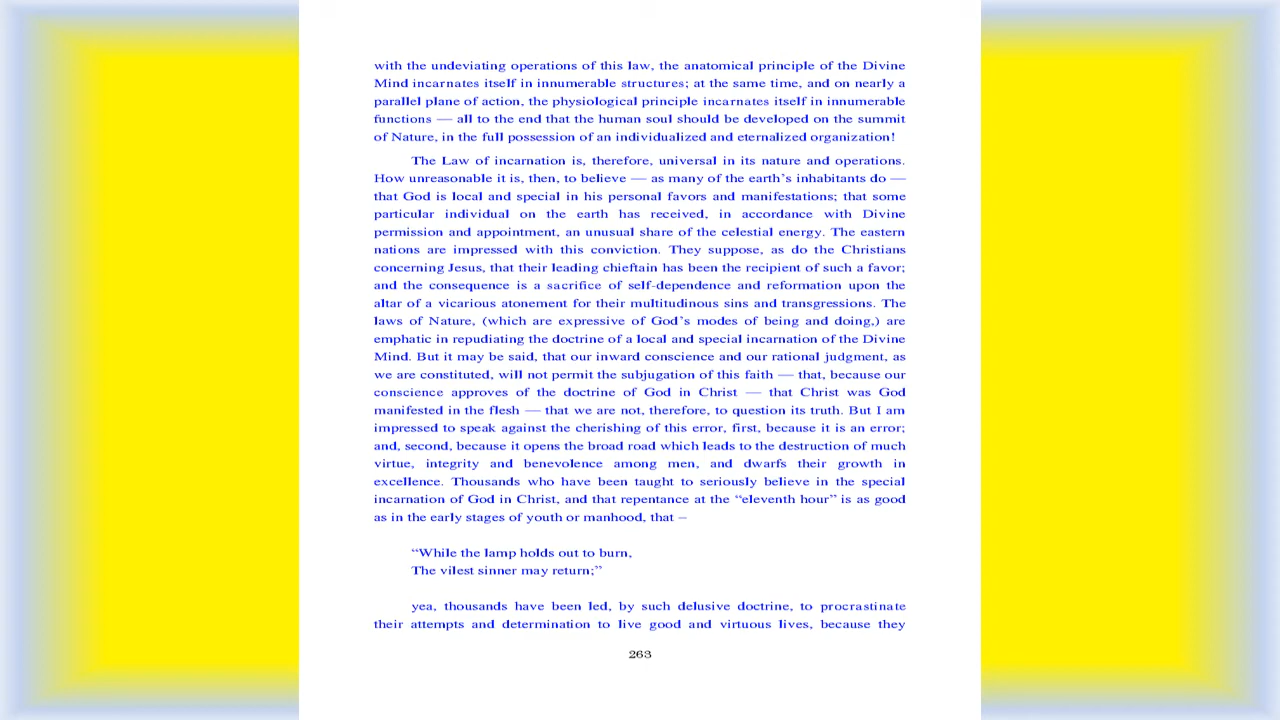 with the undeviating operations of this law, the anatomical principle of the Divine
Mind incarnates itself in innumerable structures; at the same time, and on nearly a
parallel plane of action, the physiological principle incarnates itself in innumerable
functions — all to the end that the human soul should be developed on the summit
of Nature, in the full possession of an individualized and eternalized organization!
The Law of incarnation is, therefore, universal in its nature and operations.
How unreasonable it is, then, to believe — as many of the earth’s inhabitants do —
that God is local and special in his personal favors and manifestations; that some
particular individual on the earth has received, in accordance with Divine
permission and appointment, an unusual share of the celestial energy. The eastern
nations are impressed with this conviction. They suppose, as do the Christians
concerning Jesus, that their leading chieftain has been the recipient of such a favor;
and the consequence is a sacrifice of self-dependence and reformation upon the
altar of a vicarious atonement for their multitudinous sins and transgressions. The
laws of Nature, (which are expressive of God’s modes of being and doing,) are
emphatic in repudiating the doctrine of a local and special incarnation of the Divine
Mind. But it may be said, that our inward conscience and our rational judgment, as
we are constituted, will not permit the subjugation of this faith — that, because our
conscience approves of the doctrine of God in Christ — that Christ was God
manifested in the flesh — that we are not, therefore, to question its truth. But I am
impressed to speak against the cherishing of this error, first, because it is an error;
and, second, because it opens the broad road which leads to the destruction of much
virtue, integrity and benevolence among men, and dwarfs their growth in
excellence. Thousands who have been taught to seriously believe in the special
incarnation of God in Christ, and that repentance at the “eleventh hour” is as good
as in the early stages of youth or manhood, that –
“While the lamp holds out to burn,
The vilest sinner may return;”
yea, thousands have been led, by such delusive doctrine, to procrastinate
their attempts and determination to live good and virtuous lives, because they
263